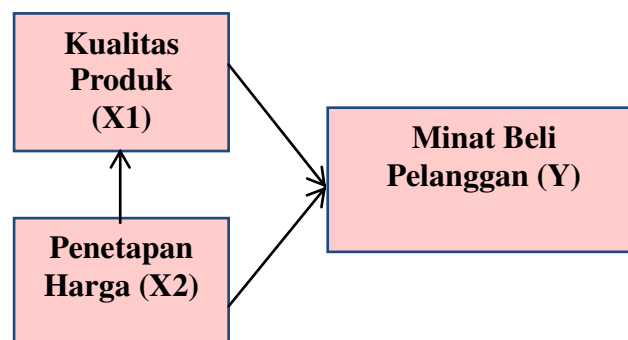 Kualitas
Produk
(X1)
Minat Beli
Pelanggan (Y)
Penetapan
Harga (X2)